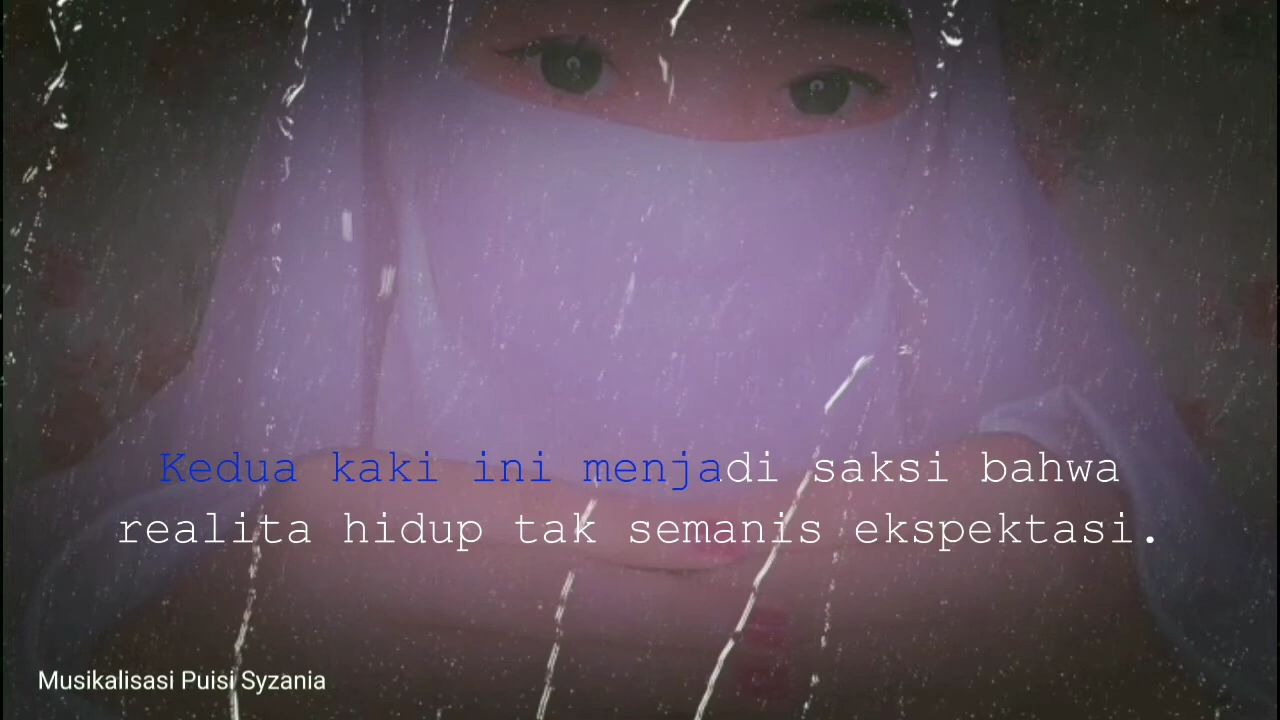 Kedua kaki ini menjadi saksi bahwa
realita hidup tak semanis ekspektasi.
Musikalisasi Puisi Syzania